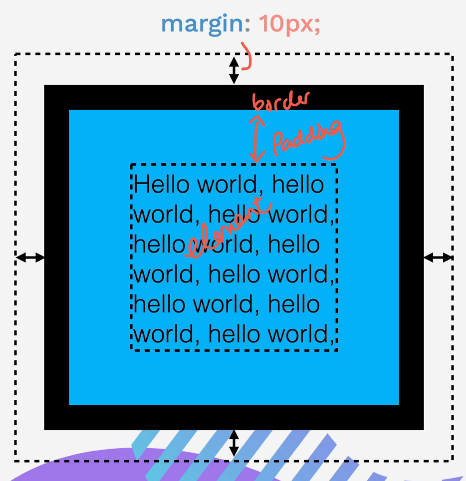 margin: 10px;
border
Padding
Hello world, hello
world, hello world,
element
hello world, hello
world, hello world,
hello world, hello
world, hello world,